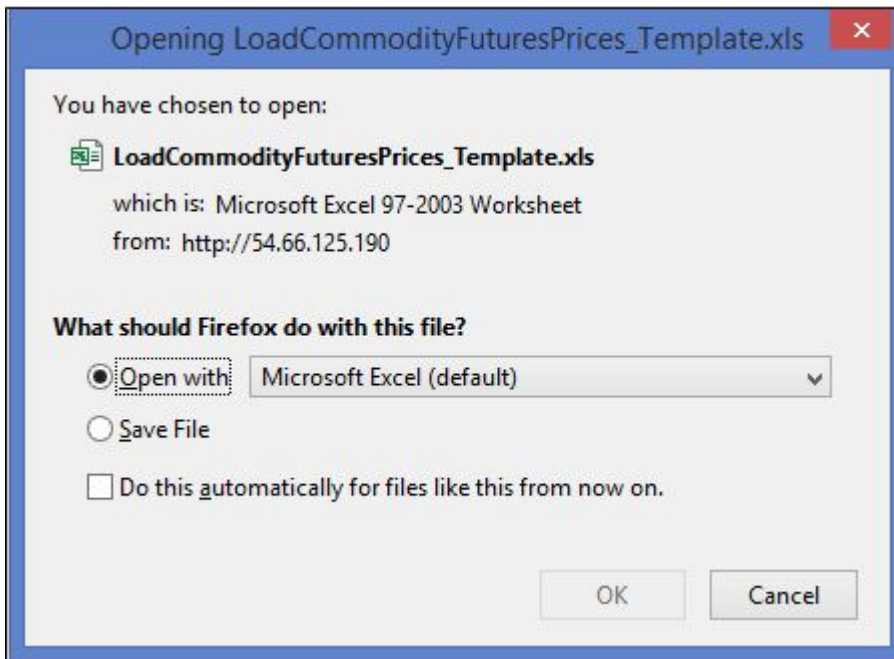 Opening LoadCommodityFuturesPrices_Template.xls
You have chosen to open:
LoadCommodityFuturesPrices_Template.xls
which is: Microsoft Excel 97-2003 Worksheet
from: http://54.66.125.190
What should Firefox do with this file?
Open with Microsoft Excel (default)
Save File
Do this automatically for files like this from now on.
OK Cancel